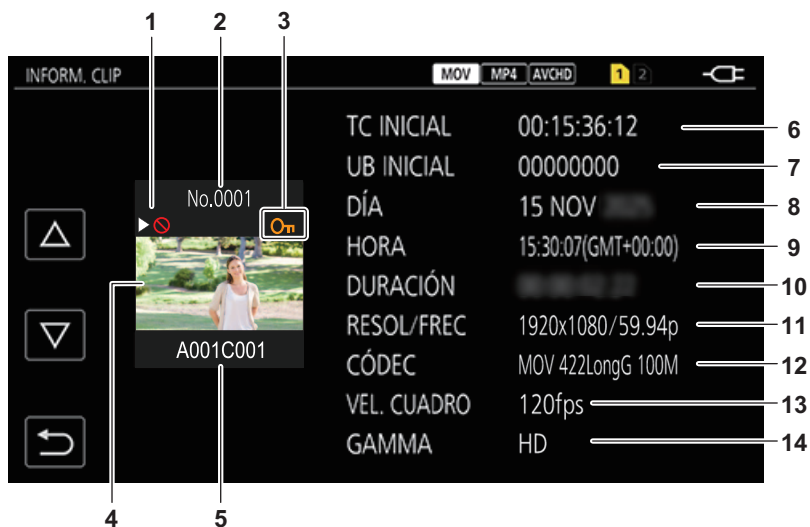 1 2 3
INFORM. CLIP MOV MP4 AVCHD 1 2
TC INICIAL 00:15:36:12 6
UB INICIAL 00000000 7
No.0001
DÍA 15 NOV 8
HORA 15:30:07(GMT+00:00) 9
DURACIÓN 10
RESOL/FREC 1920x1080/59.94p 11
A001C001
CÓDEC MOV 422LongG 100M 12
VEL. CUADRO 120fps 13
GAMMA HD 14
4 5